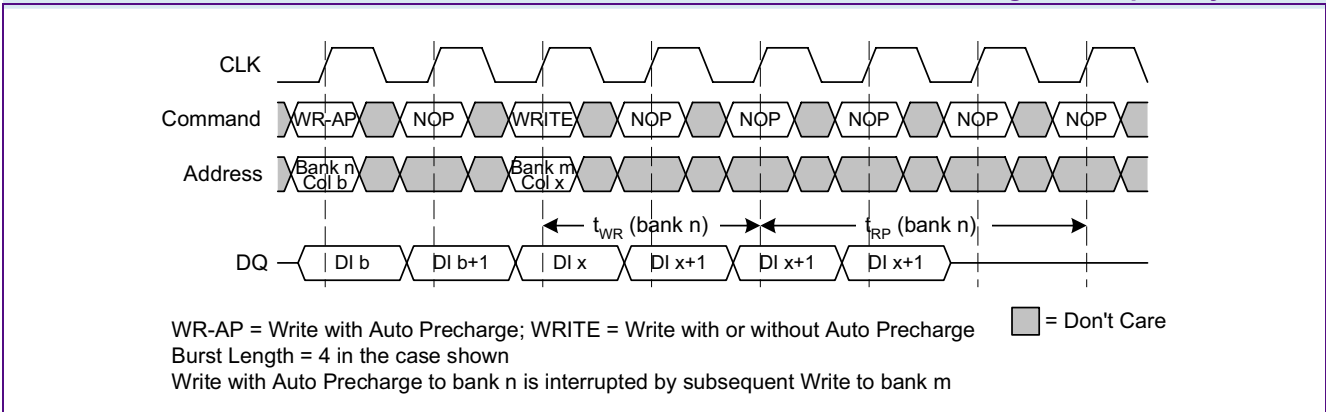 CLK
Command WR-AP NOP WRITE NOP NOP NOP NOP NOP
Address Bank n Col b Bank m Col x
tWR (bank n) tRP (bank n)
DQ DI b DI b+1 DI x DI x+1 DI x+1 DI x+1
WR-AP = Write with Auto Precharge; WRITE = Write with or without Auto Precharge
= Don't Care
Burst Length = 4 in the case shown
Write with Auto Precharge to bank n is interrupted by subsequent Write to bank m